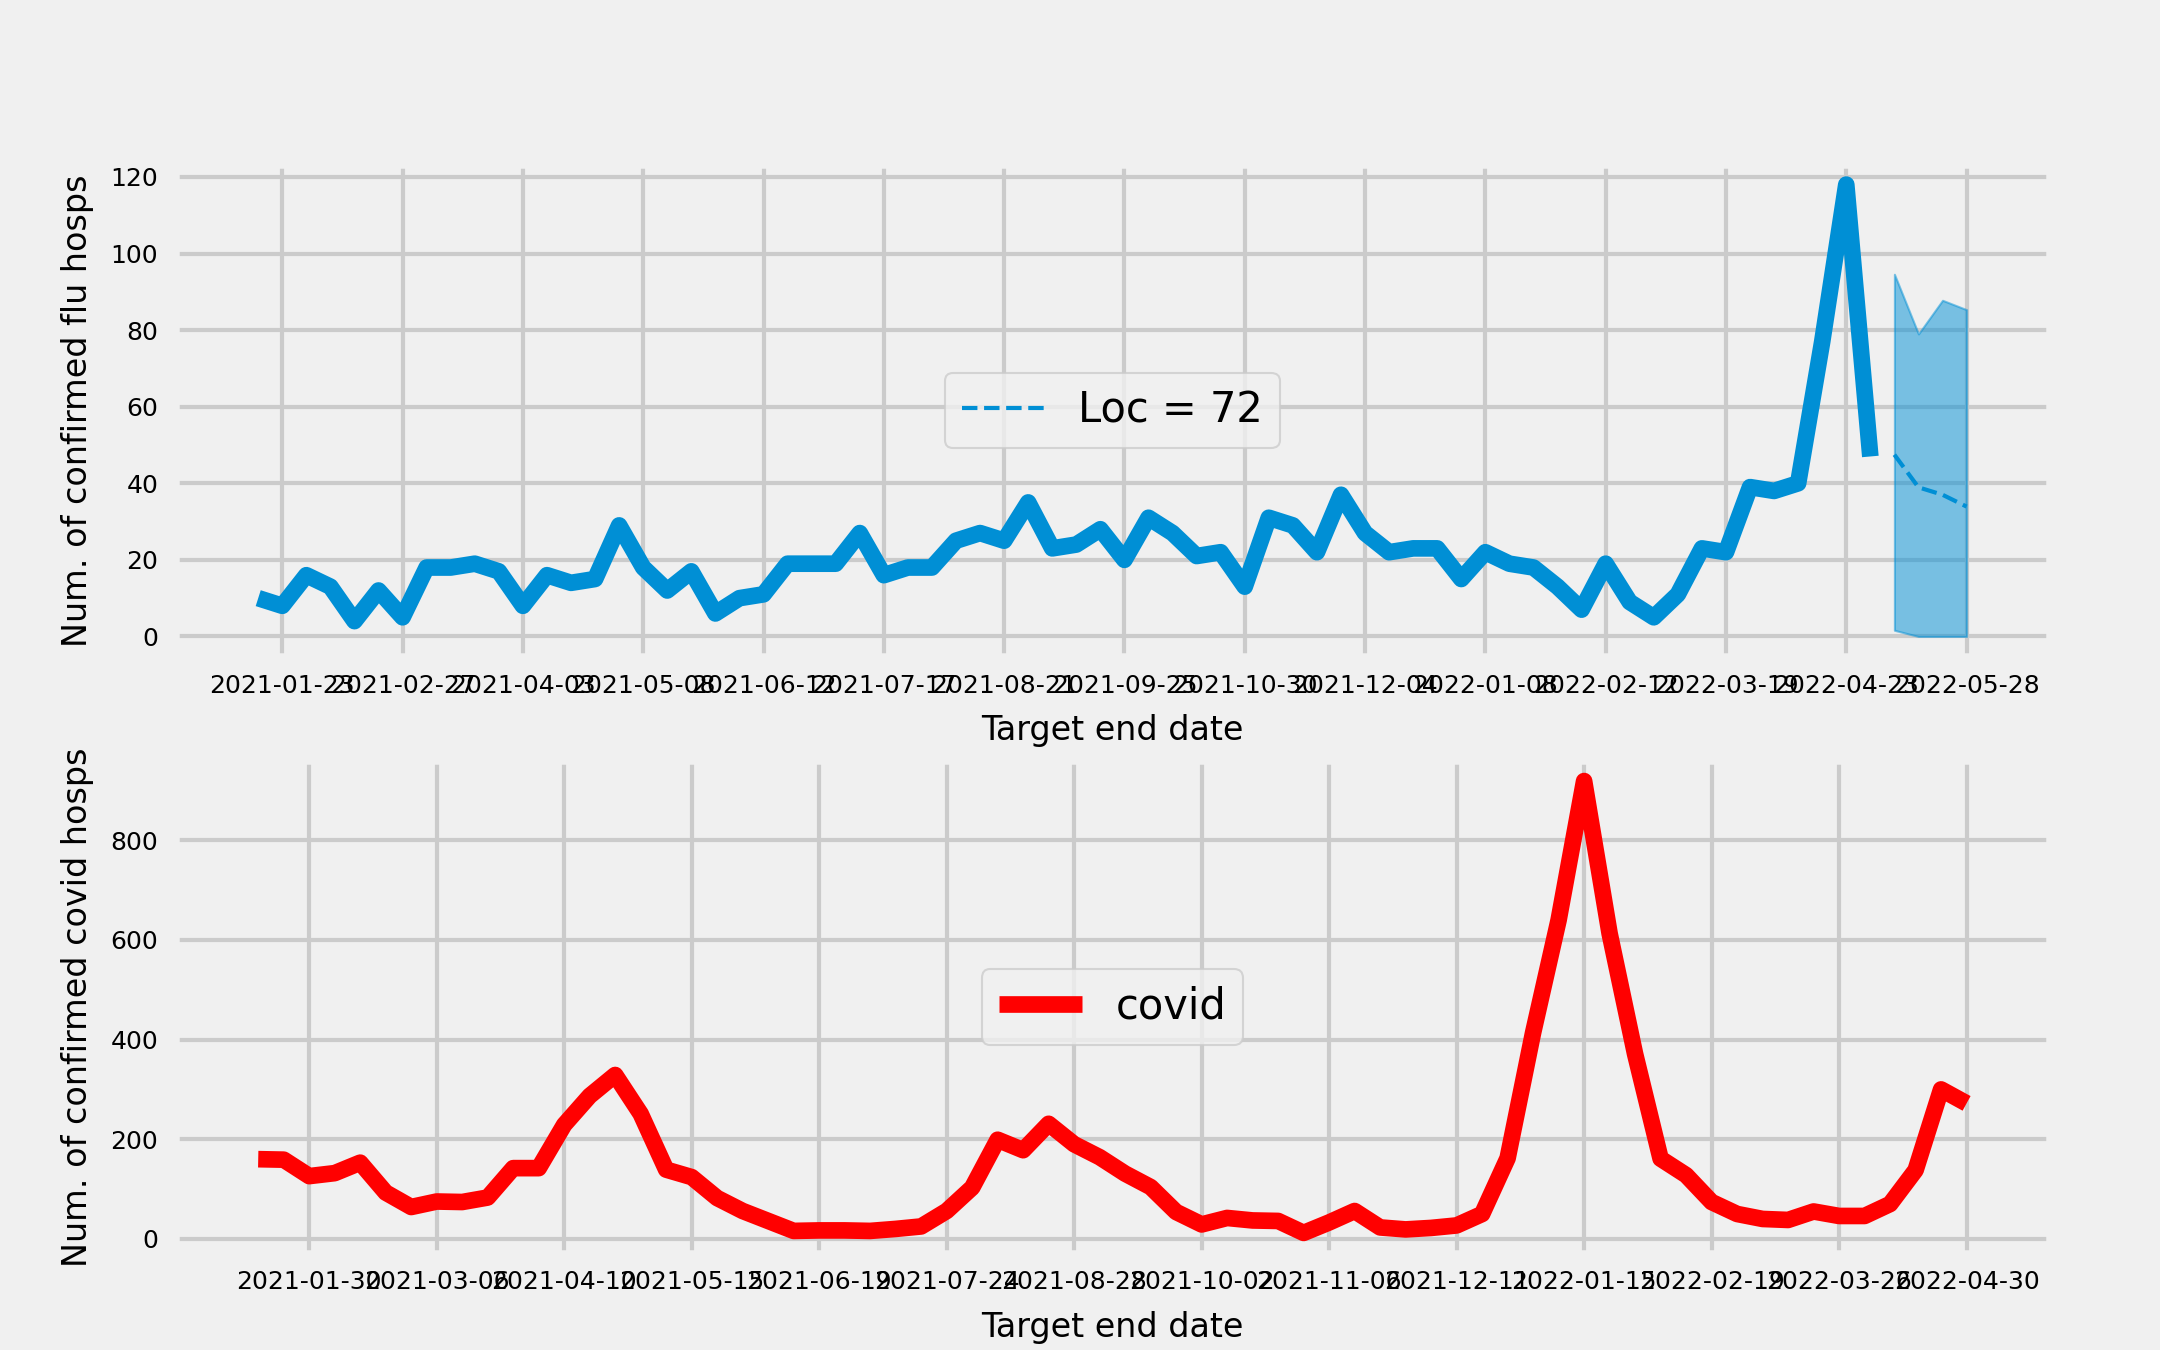 Num. of confirmed flu hosps
120
100
80
60
40
20
0
Loc = 72
2021-01-23 2021-02-27 2021-04-03 2021-05-08 2021-06-12 2021-07-17 2021-08-21 2021-09-25 2021-10-30 2021-12-04 2022-01-08 2022-02-12 2022-03-19 2022-04-23 2022-05-28
Target end date
Num. of confirmed covid hosps
800
600
400
200
0
covid
2021-01-30 2021-03-06 2021-04-10 2021-05-15 2021-06-19 2021-07-24 2021-08-28 2021-10-02 2021-11-06 2021-12-11 2022-01-15 2022-02-19 2022-03-26 2022-04-30
Target end date